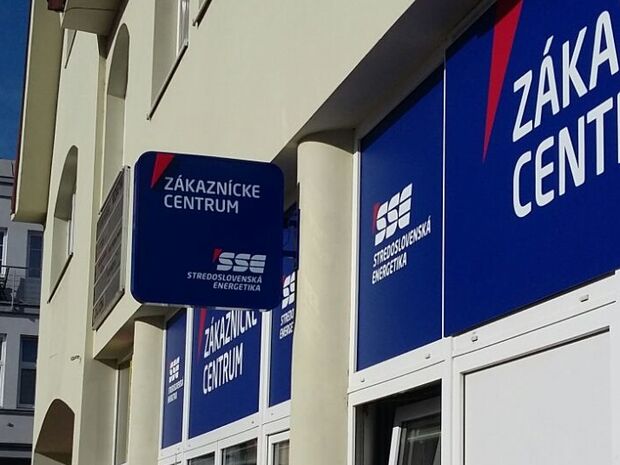 ZÁKAZNÍCKE
CENTRUM
SSE
STREDOSLOVENSKÁ
ENERGETIKA
ZÁKAZNÍCKE
CENTRUM
SSE
STREDOSLOVENSKÁ
ENERGETIKA
ZÁKA
CENT